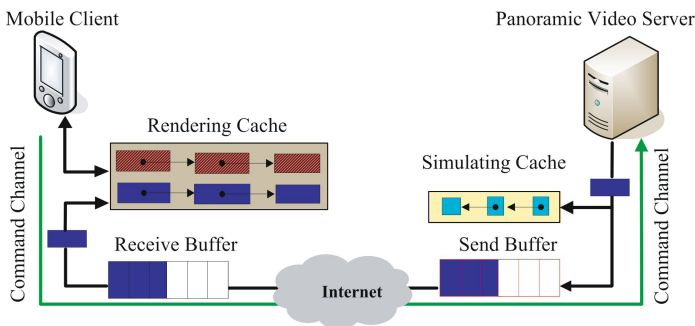 Mobile Client
Panoramic Video Server
Rendering Cache
Simulating Cache
Command Channel
Command Channel
Receive Buffer
Send Buffer
Internet